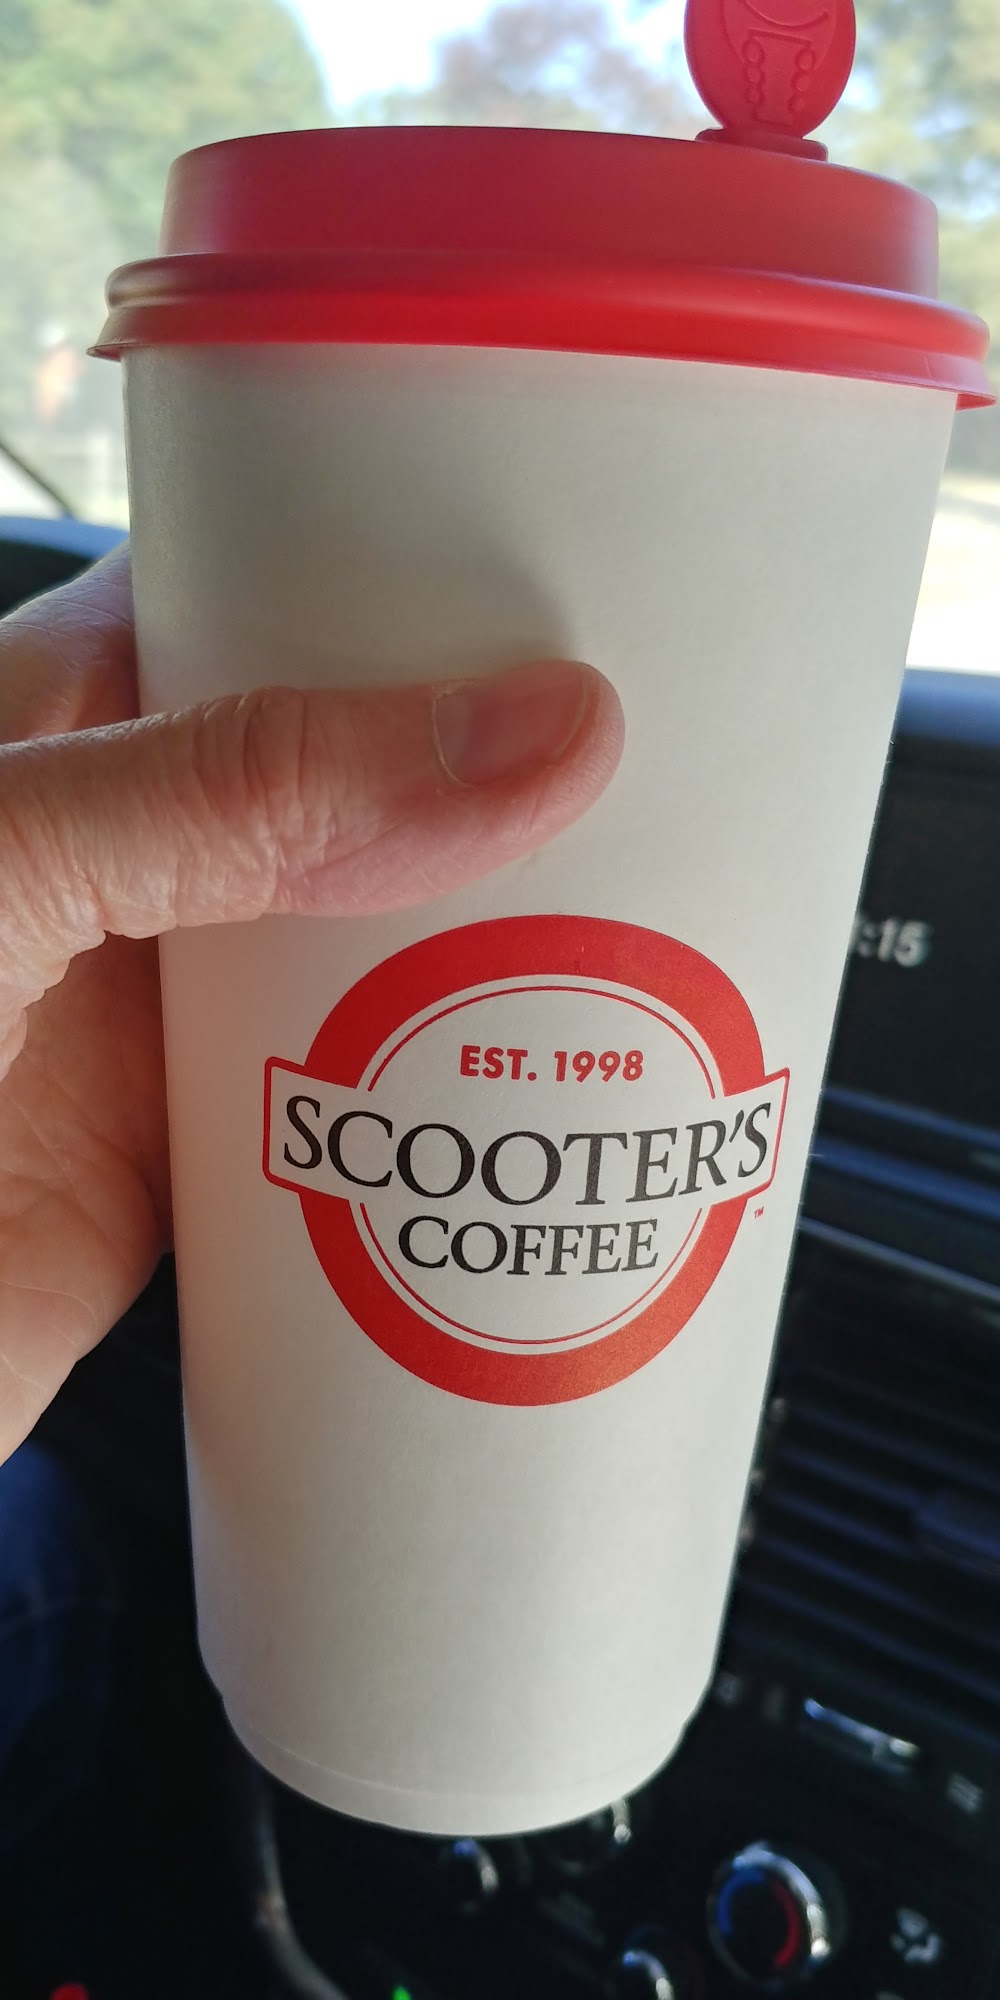 EST. 1998
SCOOTER'S
COFFEE
™
:15